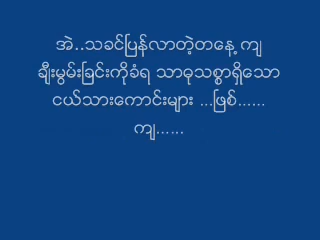 အဲ..သခင်ပြန်လာတဲ့တနေ့ ကျ
ချီးမွမ်းခြင်းကိုခံရ သာဓုသစ္စာရှိသော
ငယ်သားကောင်းများ ...ဖြစ်......
ကျ......